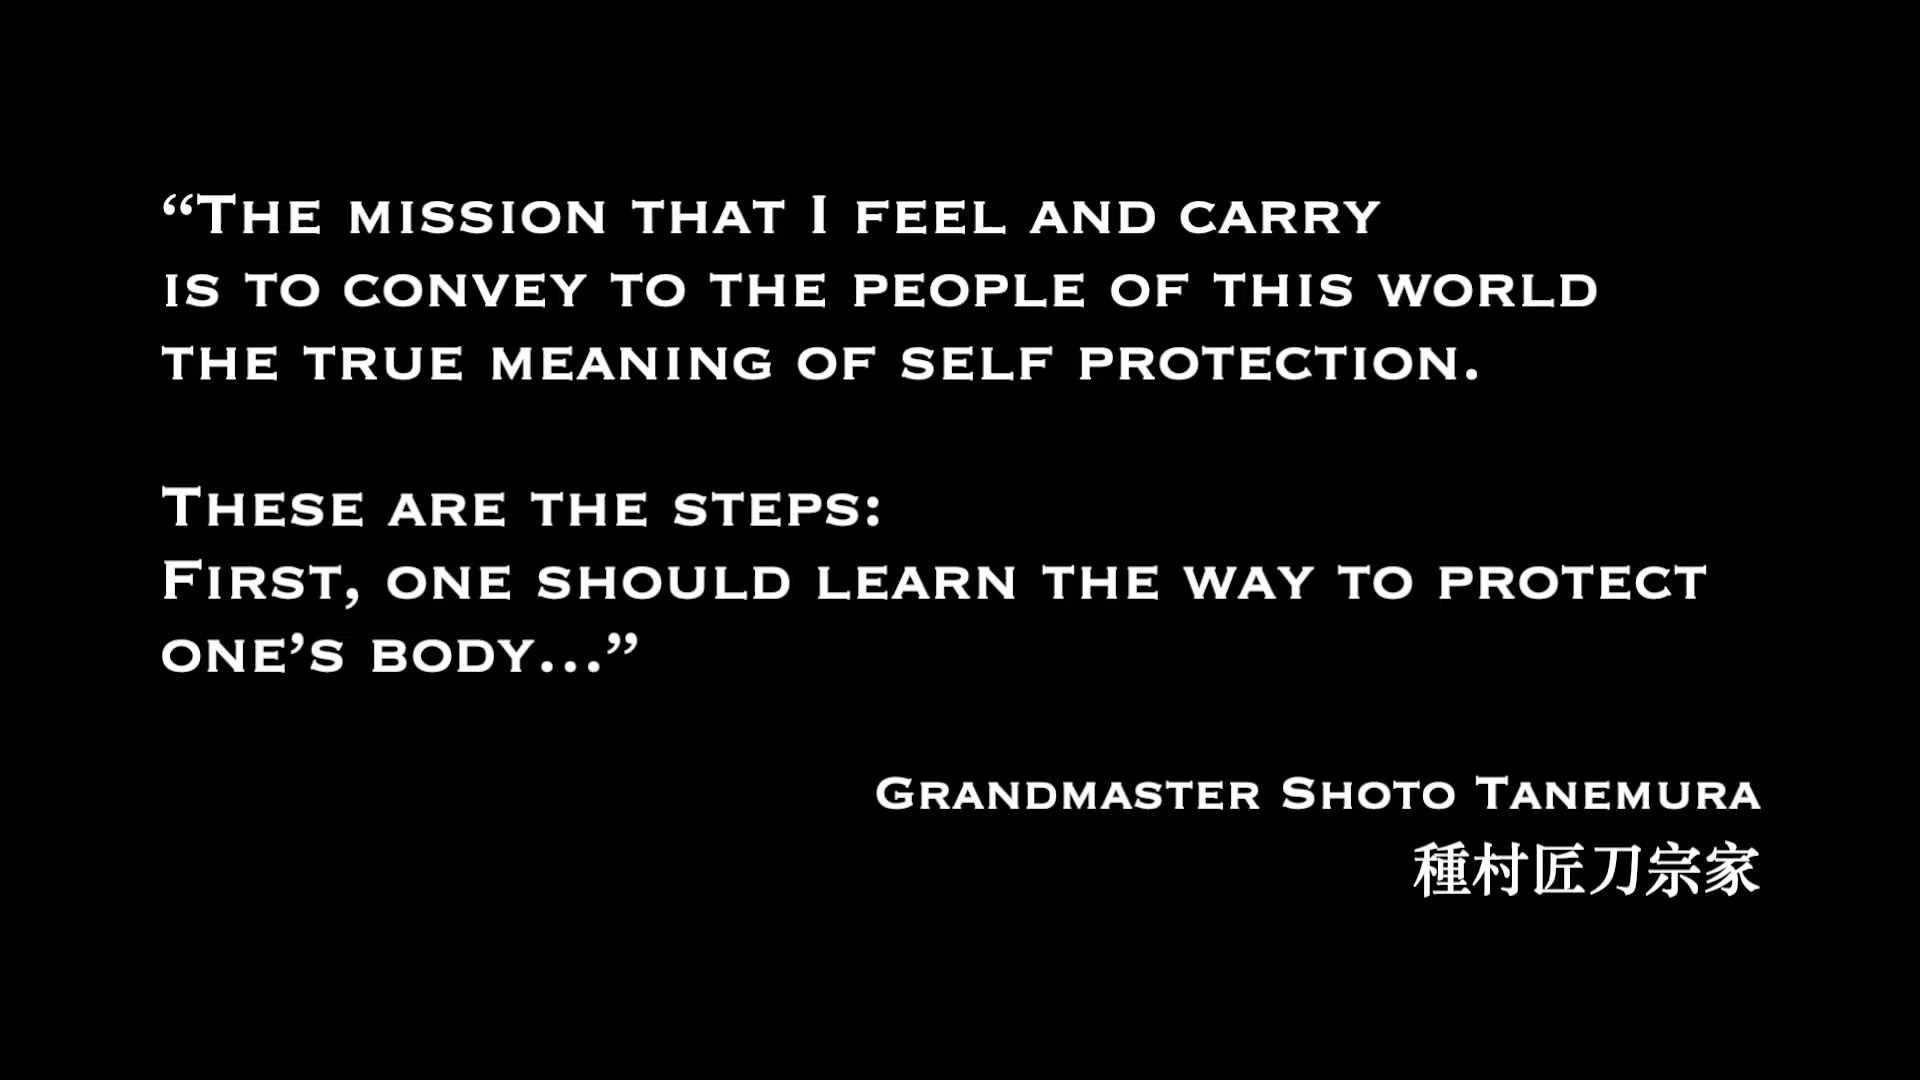 “The mission that I feel and carry
is to convey to the people of this world
the true meaning of self protection.
These are the steps:
First, one should learn the way to protect
one’s body...”
Grandmaster Shoto Tanemura
種村匠刀宗家